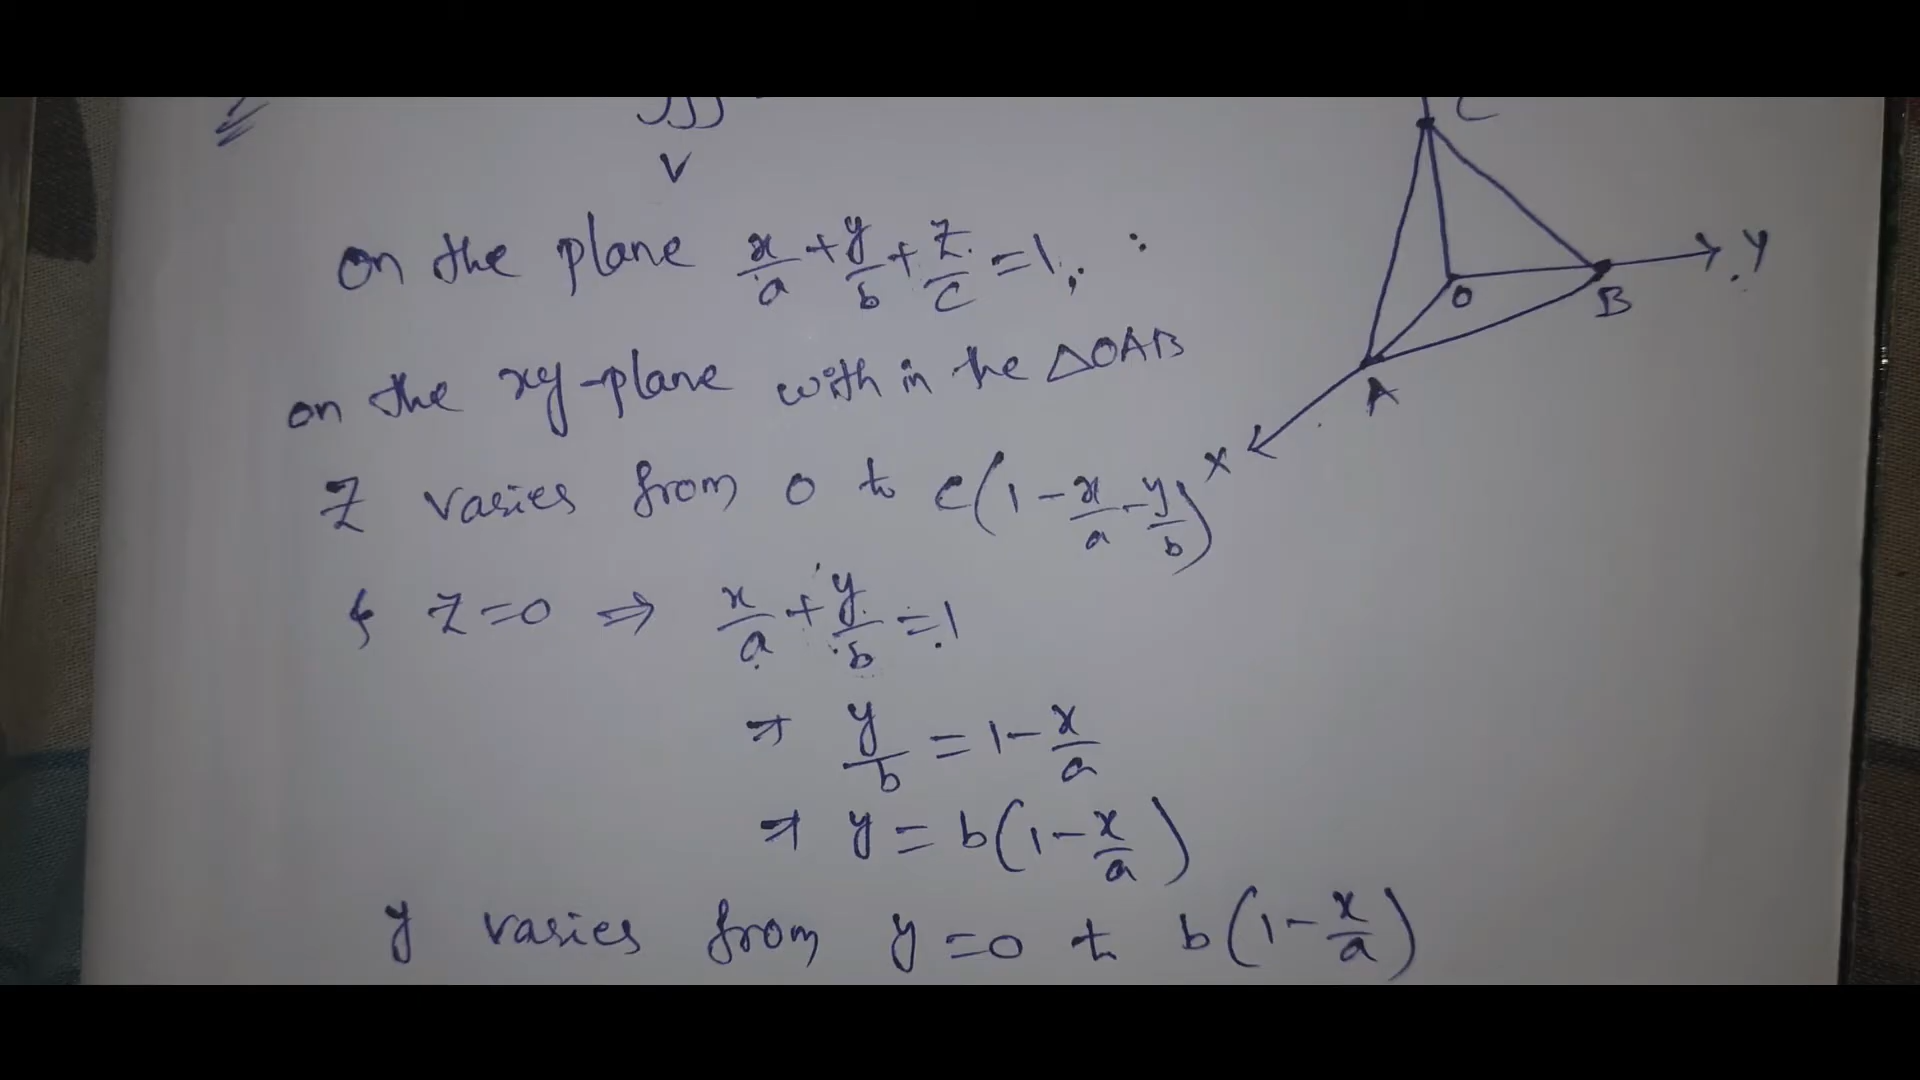 ∭
V
C
on the plane x/a + y/b + z/c = 1,
Y
O
B
on the xy-plane with in the △OAB
A
X
Z varies from 0 to c(1 - x/a - y/b)
& Z = 0 ⇒ x/a + y/b = 1
⇒ y/b = 1 - x/a
⇒ y = b(1 - x/a)
y varies from y = 0 to b(1 - x/a)